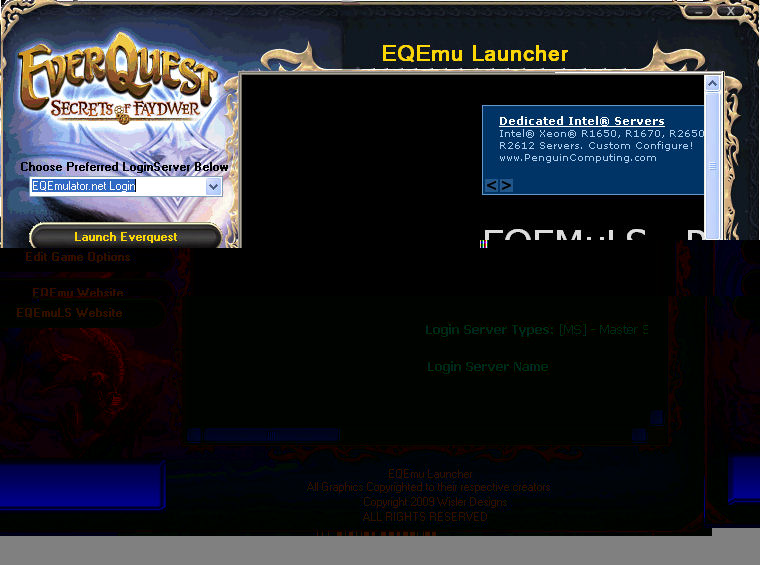 EQEmu Launcher
EVERQUEST
SECRETS OF FAYDWER
Dedicated Intel® Servers
Intel® Xeon® R1650, R1670, R2650
R2612 Servers. Custom Configure!
www.PenguinComputing.com
< >
Choose Preferred LoginServer Below
EQEmulator.net Login
Launch Everquest
EQEMuLS
Edit Game Options
EQEmu Website
EQEmuLS Website
Login Server Types: [MS] - Master S
Login Server Name
EQEmu Launcher
All Graphics Copyrighted to their respective creators
Copyright 2009 Wisler Designs
ALL RIGHTS RESERVED